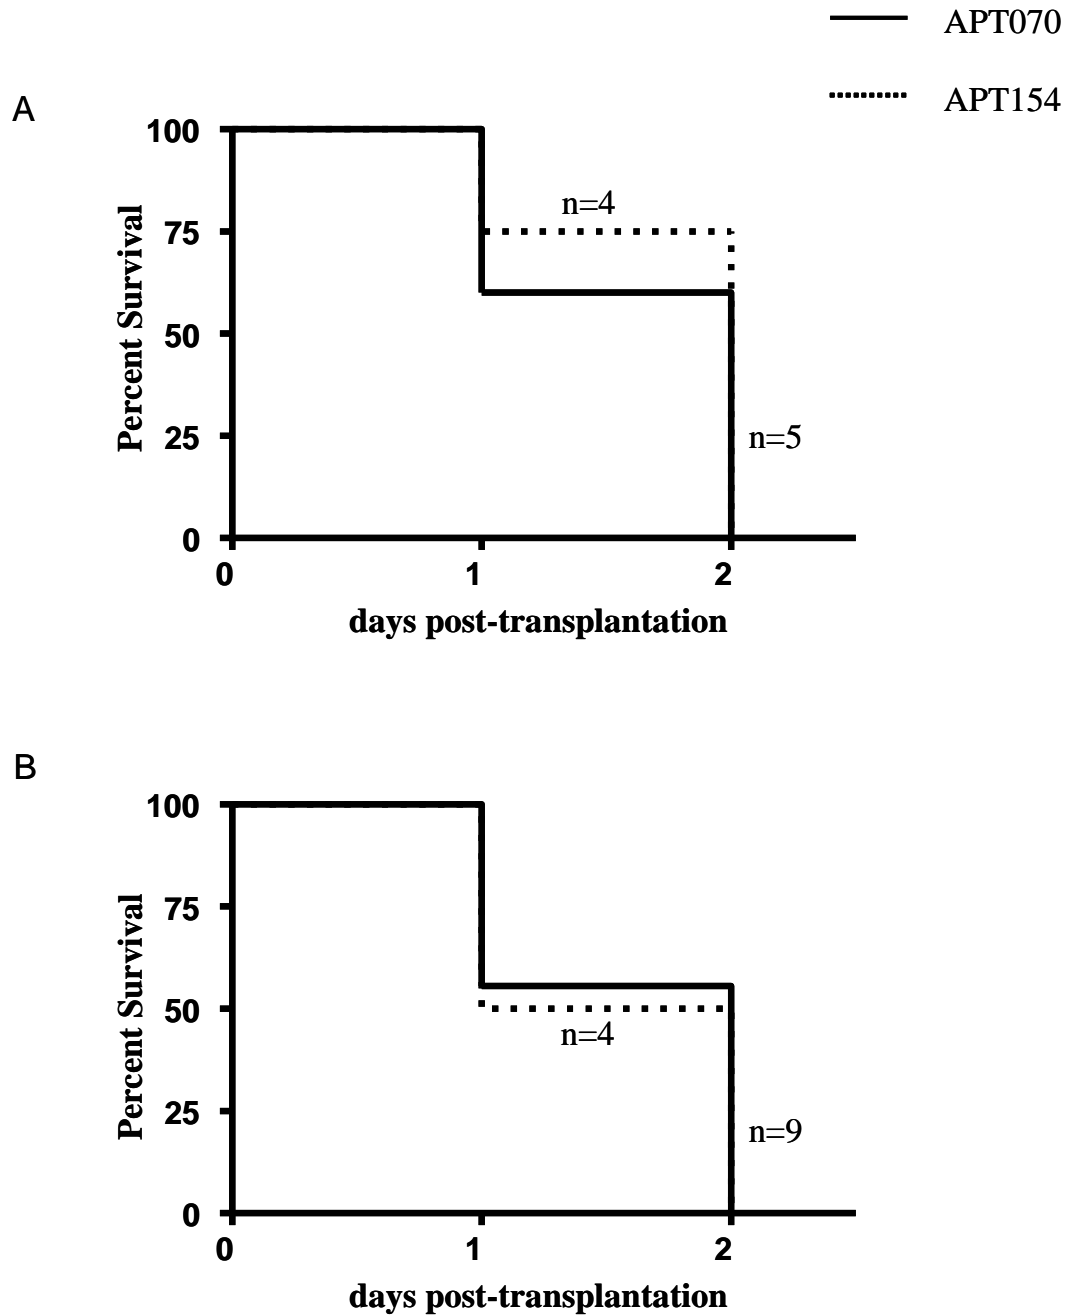 APT070
APT154
A
100
75
50
25
0
Percent Survival
n=4
n=5
0 1 2
days post-transplantation
B
100
75
50
25
0
Percent Survival
n=4
n=9
0 1 2
days post-transplantation